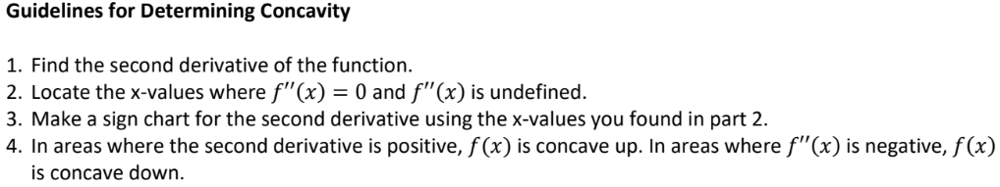 Guidelines for Determining Concavity
1. Find the second derivative of the function.
2. Locate the x-values where f''(x) = 0 and f''(x) is undefined.
3. Make a sign chart for the second derivative using the x-values you found in part 2.
4. In areas where the second derivative is positive, f(x) is concave up. In areas where f''(x) is negative, f(x)
is concave down.